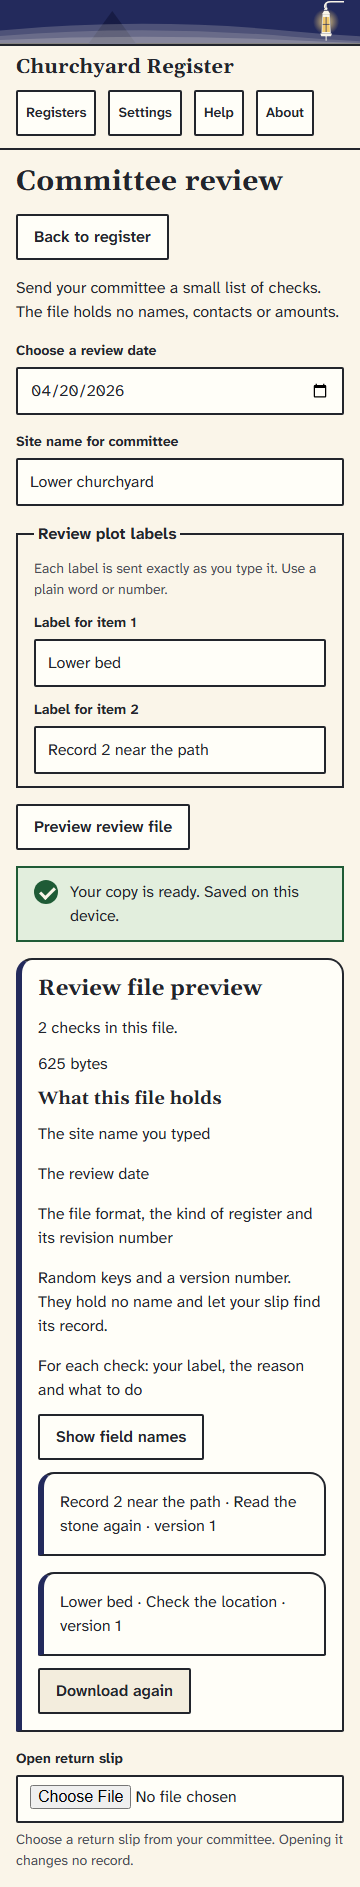 Churchyard Register
Registers
Settings
Help
About
Committee review
Back to register
Send your committee a small list of checks.
The file holds no names, contacts or amounts.
Choose a review date
04/20/2026
Site name for committee
Lower churchyard
Review plot labels
Each label is sent exactly as you type it. Use a
plain word or number.
Label for item 1
Lower bed
Label for item 2
Record 2 near the path
Preview review file
Your copy is ready. Saved on this
device.
Review file preview
2 checks in this file.
625 bytes
What this file holds
The site name you typed
The review date
The file format, the kind of register and
its revision number
Random keys and a version number.
They hold no name and let your slip find
its record.
For each check: your label, the reason
and what to do
Show field names
Record 2 near the path · Read the
stone again · version 1
Lower bed · Check the location ·
version 1
Download again
Open return slip
Choose File No file chosen
Choose a return slip from your committee. Opening it
changes no record.